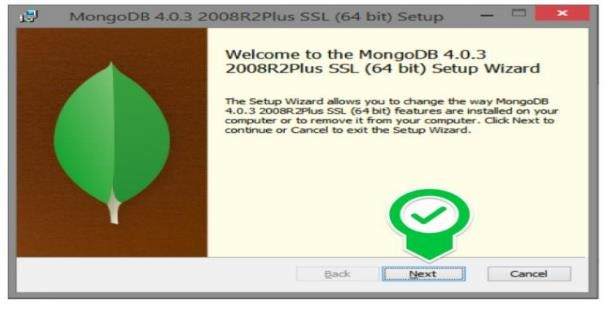 MongoDB 4.0.3 2008R2Plus SSL (64 bit) Setup
Welcome to the MongoDB 4.0.3
2008R2Plus SSL (64 bit) Setup Wizard
The Setup Wizard allows you to change the way MongoDB
4.0.3 2008R2Plus SSL (64 bit) features are installed on your
computer or to remove it from your computer. Click Next to
continue or Cancel to exit the Setup Wizard.
Back Next Cancel